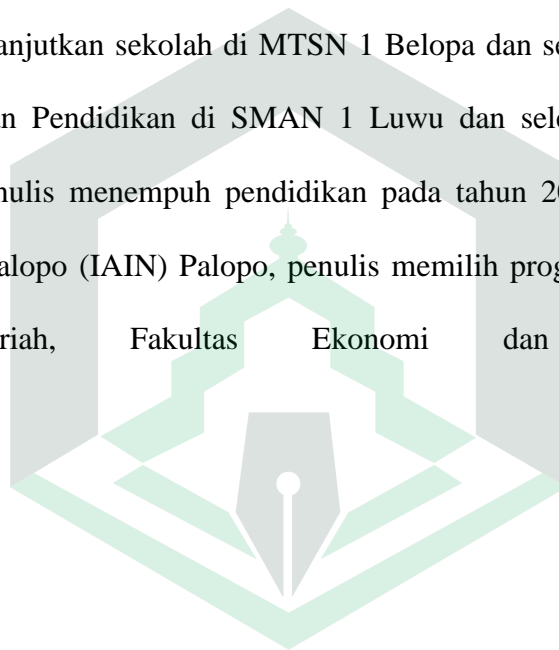 anjutkan sekolah di MTSN 1 Belopa dan se
n Pendidikan di SMAN 1 Luwu dan sel
nulis menempuh pendidikan pada tahun 20
alopo (IAIN) Palopo, penulis memilih prog
riah, Fakultas Ekonomi dan